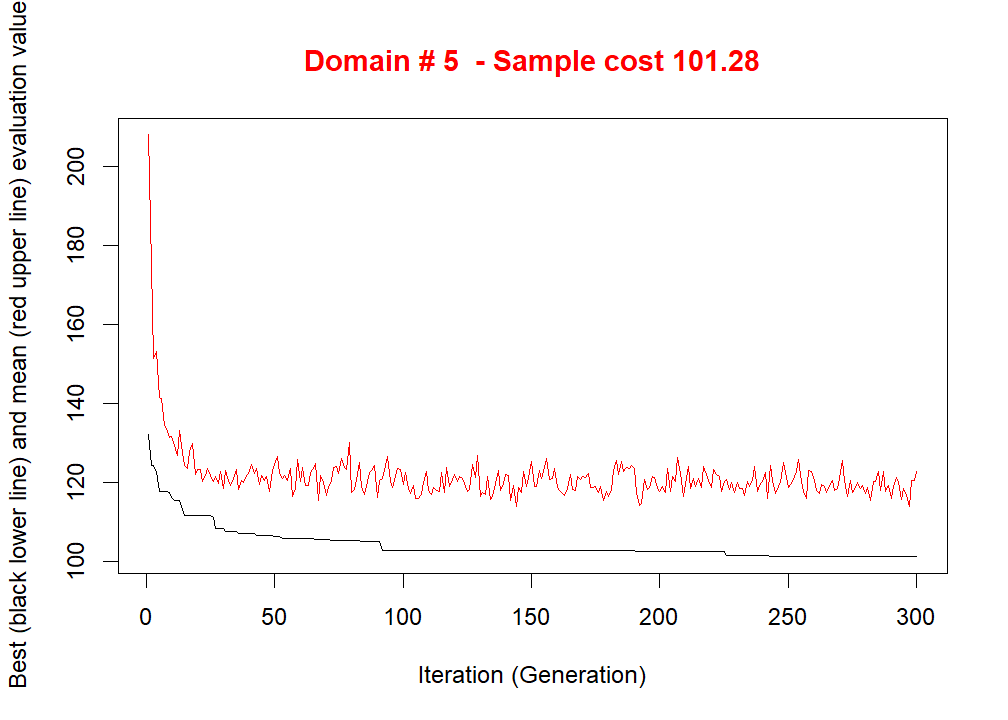 Domain # 5  - Sample cost 101.28
Best (black lower line) and mean (red upper line) evaluation value
200
180
160
140
120
100
0 50 100 150 200 250 300
Iteration (Generation)